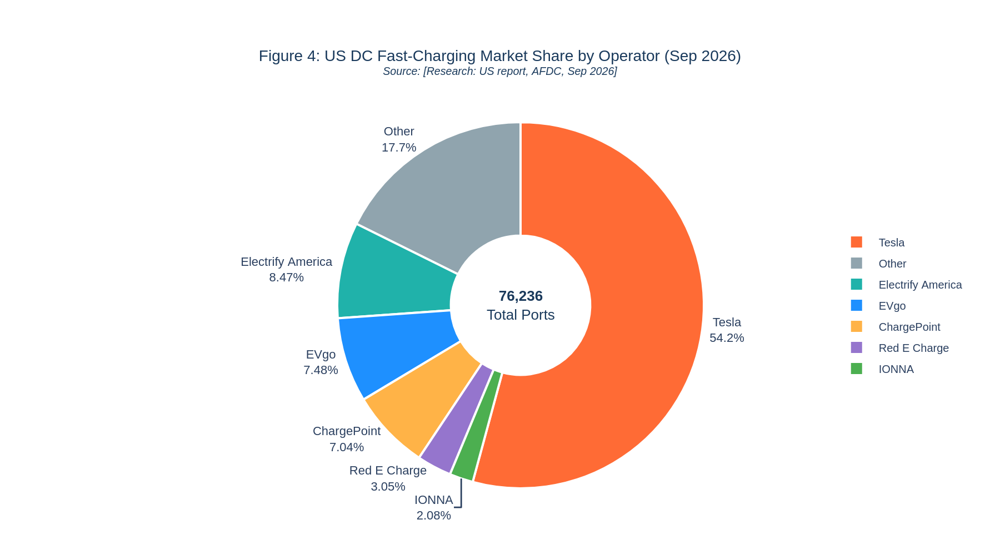 Figure 4: US DC Fast-Charging Market Share by Operator (Sep 2026)
Source: [Research: US report, AFDC, Sep 2026]
Other
17.7%
Electrify America
8.47%
EVgo
7.48%
ChargePoint
7.04%
Red E Charge
3.05%
IONNA
2.08%
76,236
Total Ports
Tesla
54.2%
Tesla
Other
Electrify America
EVgo
ChargePoint
Red E Charge
IONNA